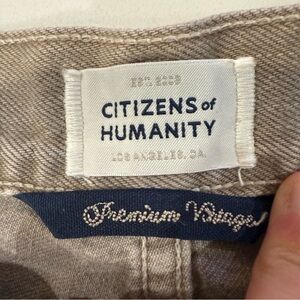 EST. 2003
CITIZENS of
HUMANITY
LOS ANGELES, CA.
Premium Vintage